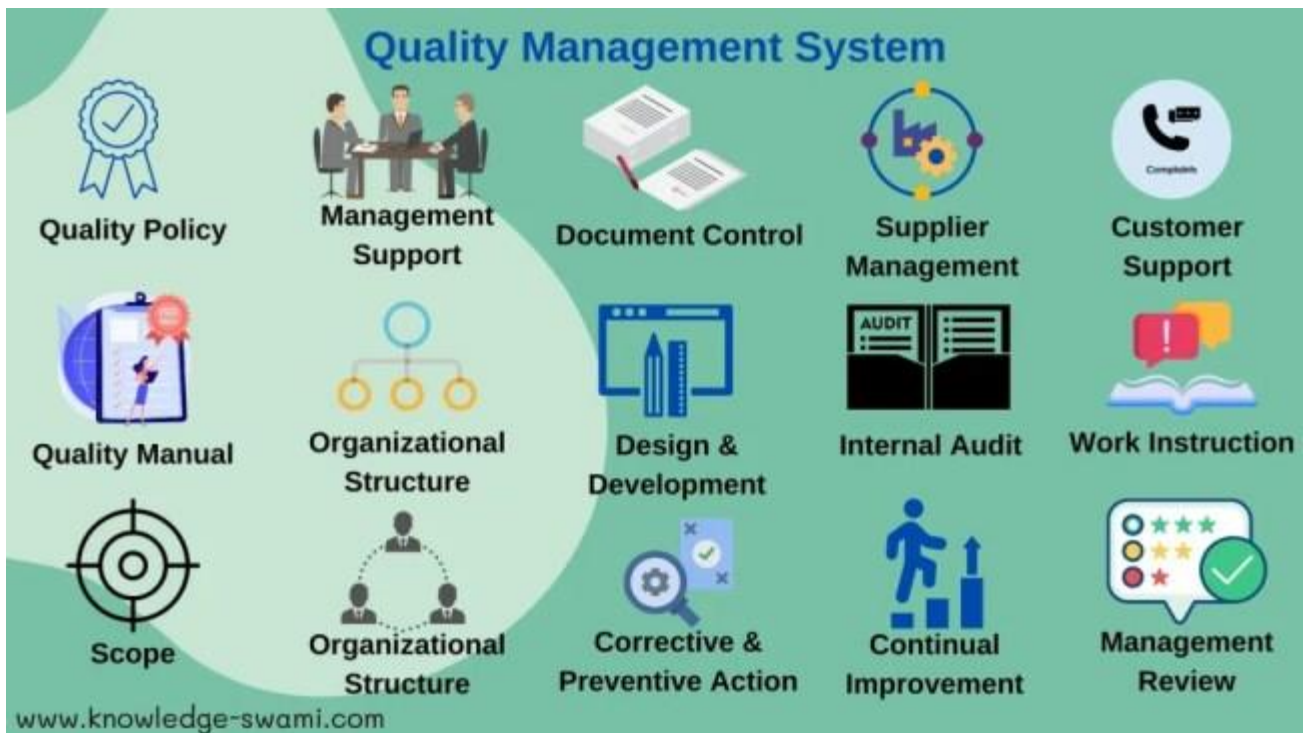 Quality Management System
Quality Policy
Management
Support
Document Control
Supplier
Management
Complaints
Customer
Support
Quality Manual
Organizational
Structure
Design &
Development
AUDIT
Internal Audit
Work Instruction
Scope
Organizational
Structure
Corrective &
Preventive Action
Continual
Improvement
Management
Review
www.knowledge-swami.com